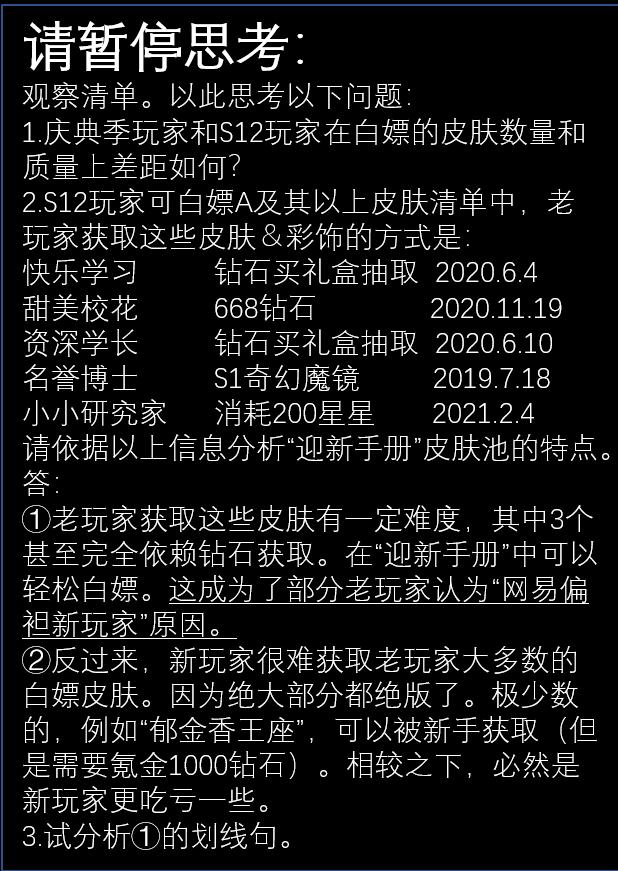 请暂停思考：
观察清单。以此思考以下问题：
1.庆典季玩家和S12玩家在白嫖的皮肤数量和
质量上差距如何？
2.S12玩家可白嫖A及其以上皮肤清单中，老
玩家获取这些皮肤＆彩饰的方式是：
快乐学习 钻石买礼盒抽取 2020.6.4
甜美校花 668钻石 2020.11.19
资深学长 钻石买礼盒抽取 2020.6.10
名誉博士 S1奇幻魔镜 2019.7.18
小小研究家 消耗200星星 2021.2.4
请依据以上信息分析“迎新手册”皮肤池的特点。
答：
①老玩家获取这些皮肤有一定难度，其中3个
甚至完全依赖钻石获取。在“迎新手册”中可以
轻松白嫖。这成为了部分老玩家认为“网易偏
袒新玩家”原因。
②反过来，新玩家很难获取老玩家大多数的
白嫖皮肤。因为绝大部分都绝版了。极少数
的，例如“郁金香王座”，可以被新手获取（但
是需要氪金1000钻石）。相较之下，必然是
新玩家更吃亏一些。
3.试分析①的划线句。